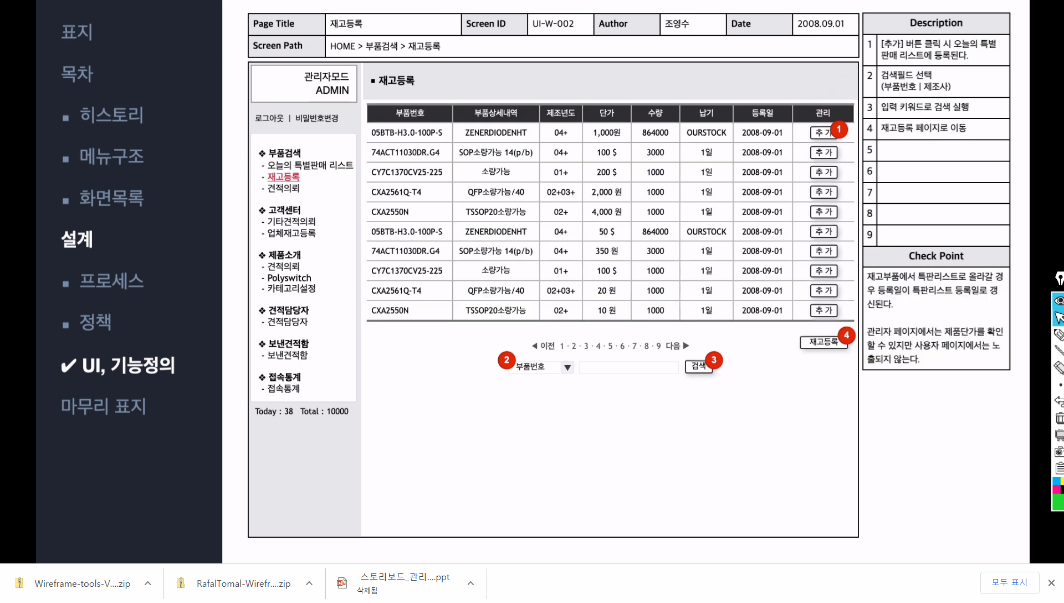 표지
목차
▪ 히스토리
▪ 메뉴구조
▪ 화면목록
설계
▪ 프로세스
▪ 정책
✔ UI, 기능정의
마무리 표지
Page Title 재고등록 Screen ID UI-W-002 Author 조영수 Date 2008.09.01
Screen Path HOME > 부품검색 > 재고등록
관리자모드
ADMIN
로그아웃 | 비밀번호변경
❖ 부품검색
- 오늘의 특별판매 리스트
- 재고등록
- 견적의뢰
❖ 고객센터
- 기타견적의뢰
- 업체재고등록
❖ 제품소개
- 견적의뢰
- Polyswitch
- 카테고리설정
❖ 견적담당자
- 견적담당자
❖ 보낸견적함
- 보낸견적함
❖ 접속통계
- 접속통계
Today : 38 Total : 10000
▪ 재고등록
부품번호 부품상세내역 제조년도 단가 수량 납기 등록일 관리
05BTB-H3.0-100P-S ZENERDIODENHT 04+ 1,000원 864000 OURSTOCK 2008-09-01 추 가 1
74ACT11030DR.G4 SOP소량가능 14(p/b) 04+ 100 $ 3000 1일 2008-09-01 추 가
CY7C1370CV25-225 소량가능 01+ 200 $ 1000 1일 2008-09-01 추 가
CXA2561Q-T4 QFP소량가능/40 02+03+ 2,000 원 1000 1일 2008-09-01 추 가
CXA2550N TSSOP20소량가능 02+ 4,000 원 1000 1일 2008-09-01 추 가
05BTB-H3.0-100P-S ZENERDIODENHT 04+ 50 $ 864000 OURSTOCK 2008-09-01 추 가
74ACT11030DR.G4 SOP소량가능 14(p/b) 04+ 350 원 3000 1일 2008-09-01 추 가
CY7C1370CV25-225 소량가능 01+ 100 $ 1000 1일 2008-09-01 추 가
CXA2561Q-T4 QFP소량가능/40 02+03+ 20 원 1000 1일 2008-09-01 추 가
CXA2550N TSSOP20소량가능 02+ 10 원 1000 1일 2008-09-01 추 가
◀ 이전 1 · 2 · 3 · 4 · 5 · 6 · 7 · 8 · 9 다음 ▶
재고등록 4
2 부품번호 ▼ 검색 3
Description
1 [추가] 버튼 클릭 시 오늘의 특별
판매 리스트에 등록된다.
2 검색필드 선택
(부품번호 | 제조사)
3 입력 키워드로 검색 실행
4 재고등록 페이지로 이동
5
6
7
8
9
Check Point
재고부품에서 특판리스트로 올라갈 경
우 등록일이 특판리스트 등록일로 갱
신된다.
관리자 페이지에서는 제품단가를 확인
할 수 있지만 사용자 페이지에서는 노
출되지 않는다.
Wireframe-tools-V....zip
RafalTomal-Wirefr....zip
스토리보드_관리....ppt
삭제됨
모두 표시